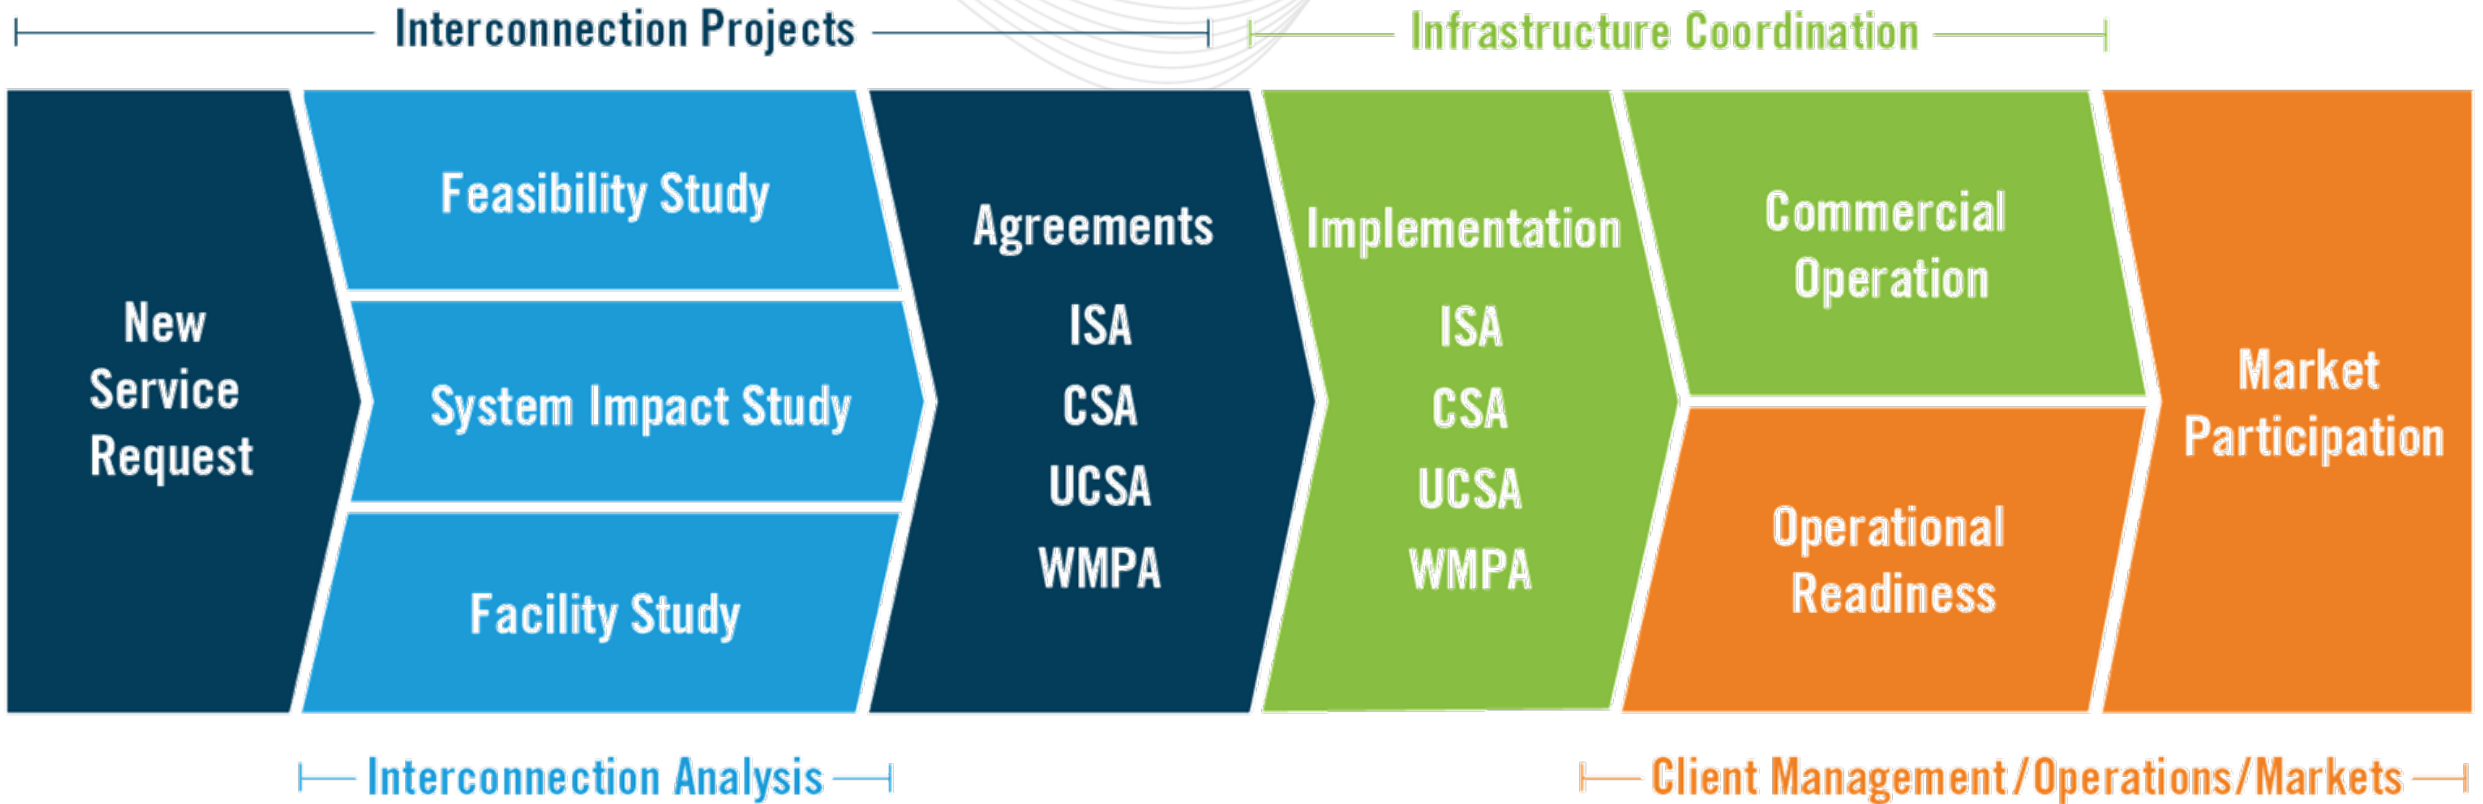 Interconnection Projects
Infrastructure Coordination
New
Service
Request
Feasibility Study
System Impact Study
Facility Study
Agreements
ISA
CSA
UCSA
WMPA
Implementation
ISA
CSA
UCSA
WMPA
Commercial
Operation
Operational
Readiness
Market
Participation
Interconnection Analysis
Client Management/Operations/Markets